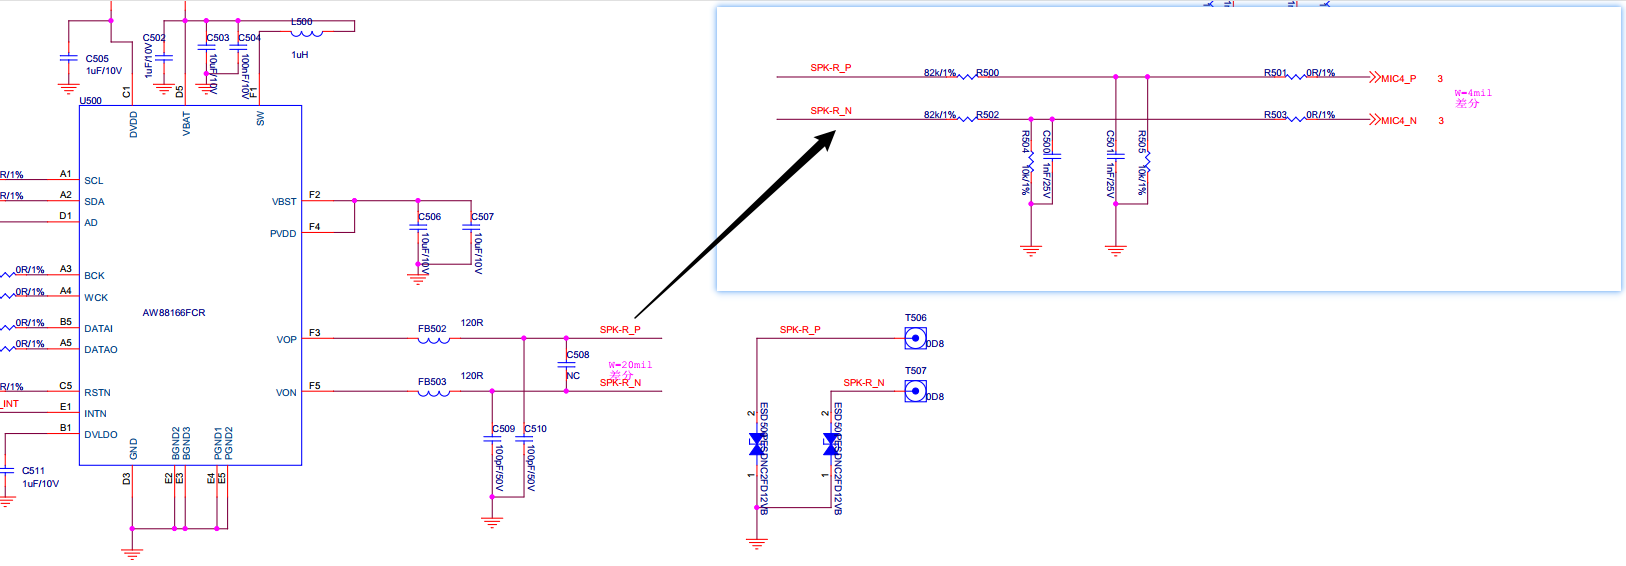 L500
1uH
C505
1uF/10V
C502
1uF/10V
C503
10uF/10V
C504
100nF/10V
C1
D5
F1
U500
DVDD
VBAT
SW
R/1%
A1
SCL
R/1%
A2
SDA
D1
AD
0R/1%
A3
BCK
0R/1%
A4
WCK
0R/1%
B5
DATAI
0R/1%
A5
DATAO
R/1%
C5
RSTN
_INT
E1
INTN
B1
DVLDO
AW88166FCR
F2
VBST
F4
PVDD
F3
VOP
F5
VON
GND
BGND2
BGND3
PGND1
PGND2
D3
E2
E3
E4
E5
C511
1uF/10V
C506
10uF/10V
C507
10uF/10V
FB502
120R
FB503
120R
SPK-R_P
C508
NC
W=20mil
差分
SPK-R_N
C509
100pF/50V
C510
100pF/50V
SPK-R_P
82k/1%
R500
R501
0R/1%
MIC4_P
3
W=4mil
差分
SPK-R_N
82k/1%
R502
R503
0R/1%
MIC4_N
3
R504
10k/1%
C500
1nF/25V
C501
1nF/25V
R505
10k/1%
SPK-R_P
T506
0D8
SPK-R_N
T507
0D8
2
1
2
1